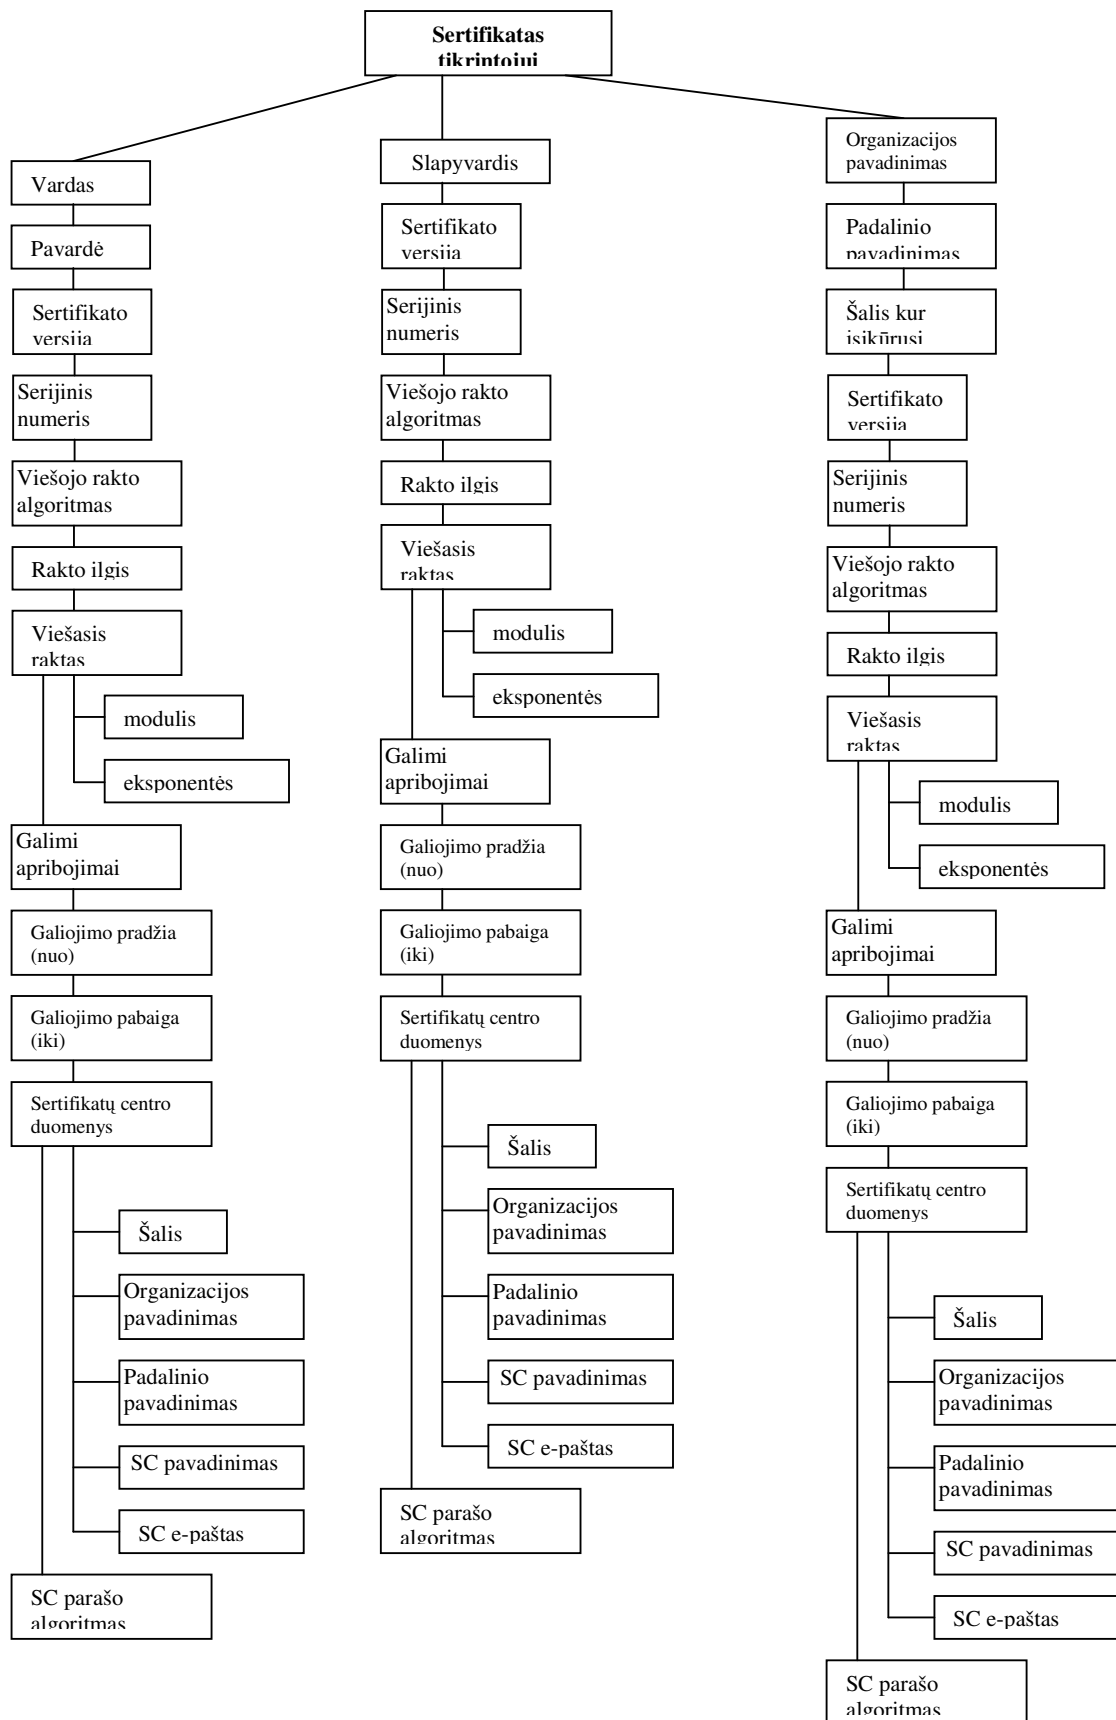 Sertifikatas
tikrintojui
Vardas
Pavardė
Sertifikato
versija
Serijinis
numeris
Viešojo rakto
algoritmas
Rakto ilgis
Viešasis
raktas
modulis
eksponentės
Galimi
apribojimai
Galiojimo pradžia
(nuo)
Galiojimo pabaiga
(iki)
Sertifikatų centro
duomenys
Šalis
Organizacijos
pavadinimas
Padalinio
pavadinimas
SC pavadinimas
SC e-paštas
SC parašo
algoritmas
Slapyvardis
Sertifikato
versija
Serijinis
numeris
Viešojo rakto
algoritmas
Rakto ilgis
Viešasis
raktas
modulis
eksponentės
Galimi
apribojimai
Galiojimo pradžia
(nuo)
Galiojimo pabaiga
(iki)
Sertifikatų centro
duomenys
Šalis
Organizacijos
pavadinimas
Padalinio
pavadinimas
SC pavadinimas
SC e-paštas
SC parašo
algoritmas
Organizacijos
pavadinimas
Padalinio
pavadinimas
Šalis kur
įsikūrusi
Sertifikato
versija
Serijinis
numeris
Viešojo rakto
algoritmas
Rakto ilgis
Viešasis
raktas
modulis
eksponentės
Galimi
apribojimai
Galiojimo pradžia
(nuo)
Galiojimo pabaiga
(iki)
Sertifikatų centro
duomenys
Šalis
Organizacijos
pavadinimas
Padalinio
pavadinimas
SC pavadinimas
SC e-paštas
SC parašo
algoritmas